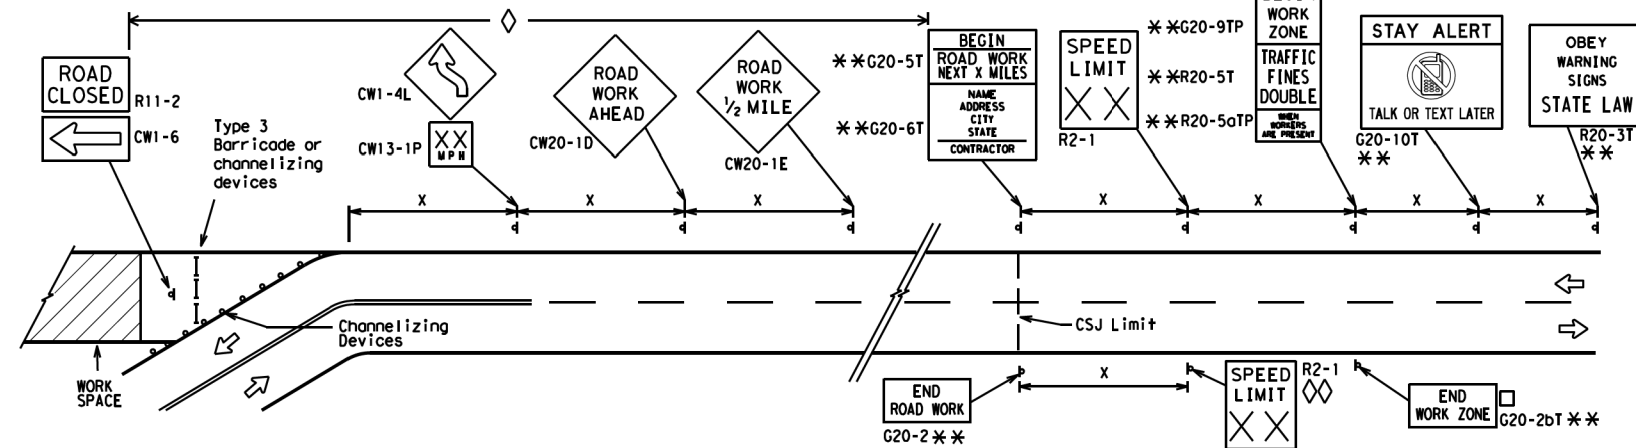 ROAD
CLOSED
R11-2
CW1-6
Type 3
Barricade or
channelizing
devices
CW1-4L
XX
MPH
CW13-1P
ROAD
WORK
AHEAD
CW20-1D
ROAD
WORK
1/2 MILE
CW20-1E
**G20-5T
**G20-6T
BEGIN
ROAD WORK
NEXT X MILES
NAME
ADDRESS
CITY
STATE
CONTRACTOR
SPEED
LIMIT
XX
R2-1
**G20-9TP
**R20-5T
**R20-5aTP
WORK
ZONE
TRAFFIC
FINES
DOUBLE
WHEN
WORKERS
ARE PRESENT
STAY ALERT
TALK OR TEXT LATER
G20-10T
**
OBEY
WARNING
SIGNS
STATE LAW
R20-3T
**
X
X
X
X
X
X
X
Channelizing
Devices
CSJ Limit
WORK
SPACE
END
ROAD WORK
G20-2**
X
SPEED
LIMIT
XX
R2-1
◊◊
END
WORK ZONE
□
G20-2bT**